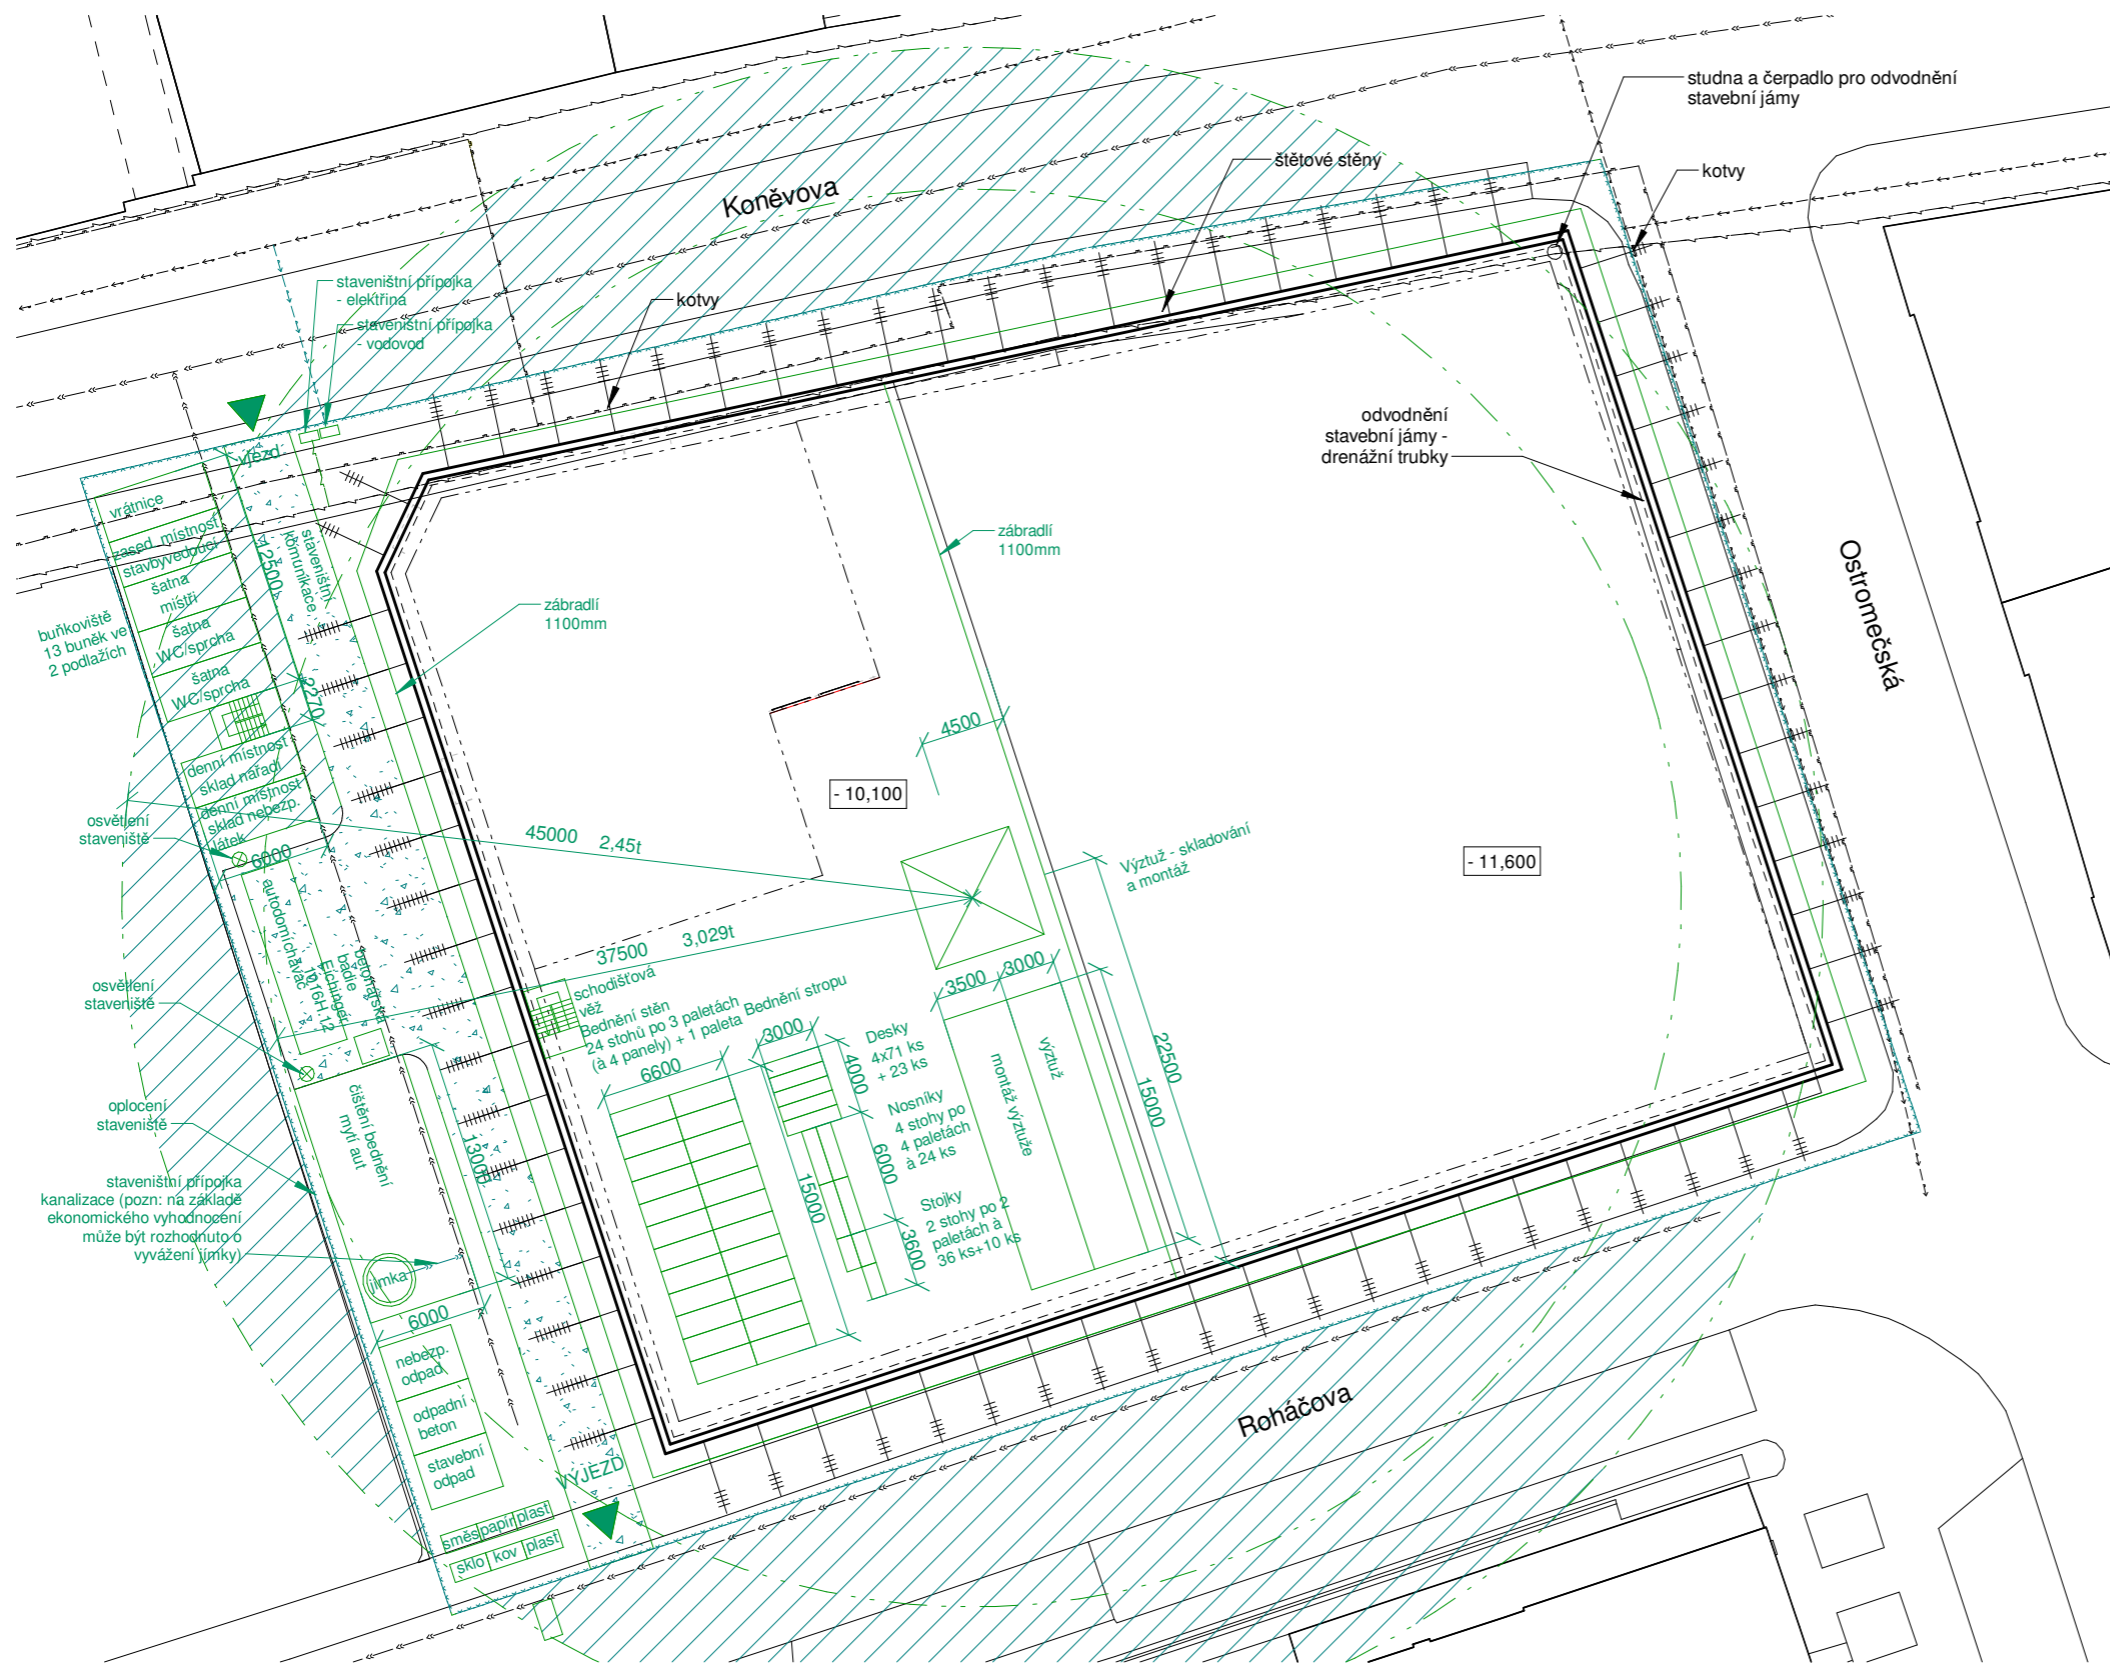 studna a čerpadlo pro odvodnění
stavební jámy
štětové stěny
kotvy
Koněvova
staveništní přípojka
- elektřina
staveništní přípojka
- vodovod
kotvy
odvodnění
stavební jámy -
drenážní trubky
vjezd
vrátnice
zased. místnost
stavbyvedoucí
šatna
mistři
šatna
WC/sprcha
šatna
WC/sprcha
12500
staveništní
komunikace
2270
buňkoviště
13 buněk ve
2 podlažích
zábradlí
1100mm
zábradlí
1100mm
Ostromečská
denní místnost
sklad nářadí
denní místnost
sklad nebezp.
látek
4500
- 10,100
- 11,600
osvětlení
staveniště
6000
45000 2,45t
Výztuž - skladování
a montáž
autodomíchávač
betonářská
badie
Eichinger
1016H.12
37500 3,029t
osvětlení
staveniště
schodišťová
věž
Bednění stěn
24 stohů po 3 paletách
(à 4 panely) + 1 paleta
Bednění stropu
3500
3000
6600
3000
4000
Desky
4x71 ks
+ 23 ks
Nosníky
4 stohy po
4 paletách
à 24 ks
6000
Stojky
2 stohy po 2
paletách à
36 ks+10 ks
3600
15000
montáž výztuže
výztuž
22500
15000
oplocení
staveniště
čištění bednění
mytí aut
13000
staveništní přípojka
kanalizace (pozn: na základě
ekonomického vyhodnocení
může být rozhodnuto o
vyvážení jímky)
jímka
6000
nebezp.
odpad
odpadní
beton
stavební
odpad
VÝJEZD
směs papír plast
sklo kov plast
Roháčova